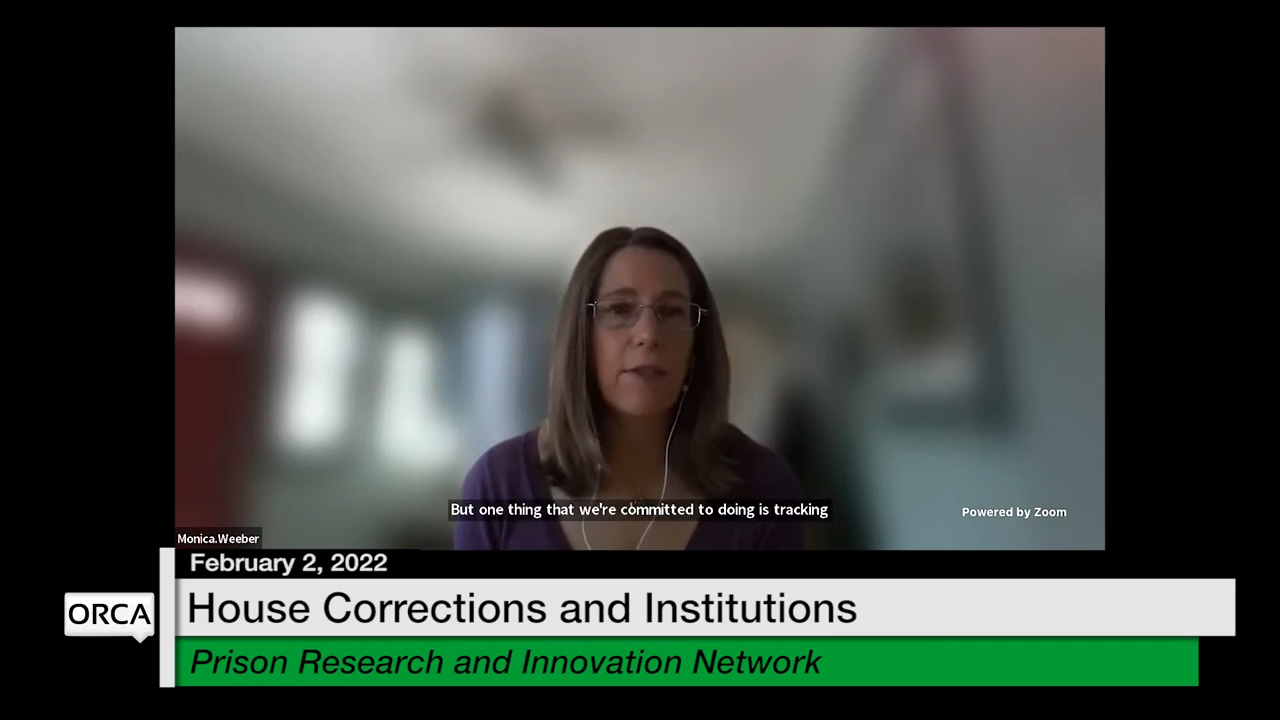 But one thing that we're committed to doing is tracking
Powered by Zoom
Monica.Weeber
February 2, 2022
ORCA
House Corrections and Institutions
Prison Research and Innovation Network